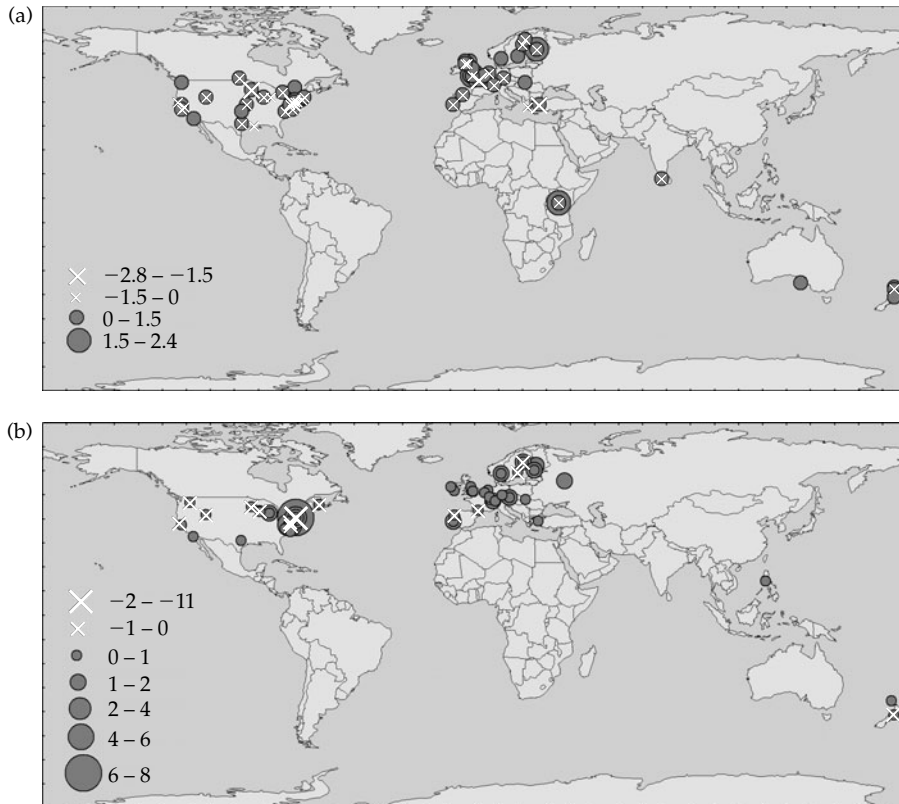 (a)
−2.8 – −1.5
−1.5 – 0
0 – 1.5
1.5 – 2.4
(b)
−2 – −11
−1 – 0
0 – 1
1 – 2
2 – 4
4 – 6
6 – 8